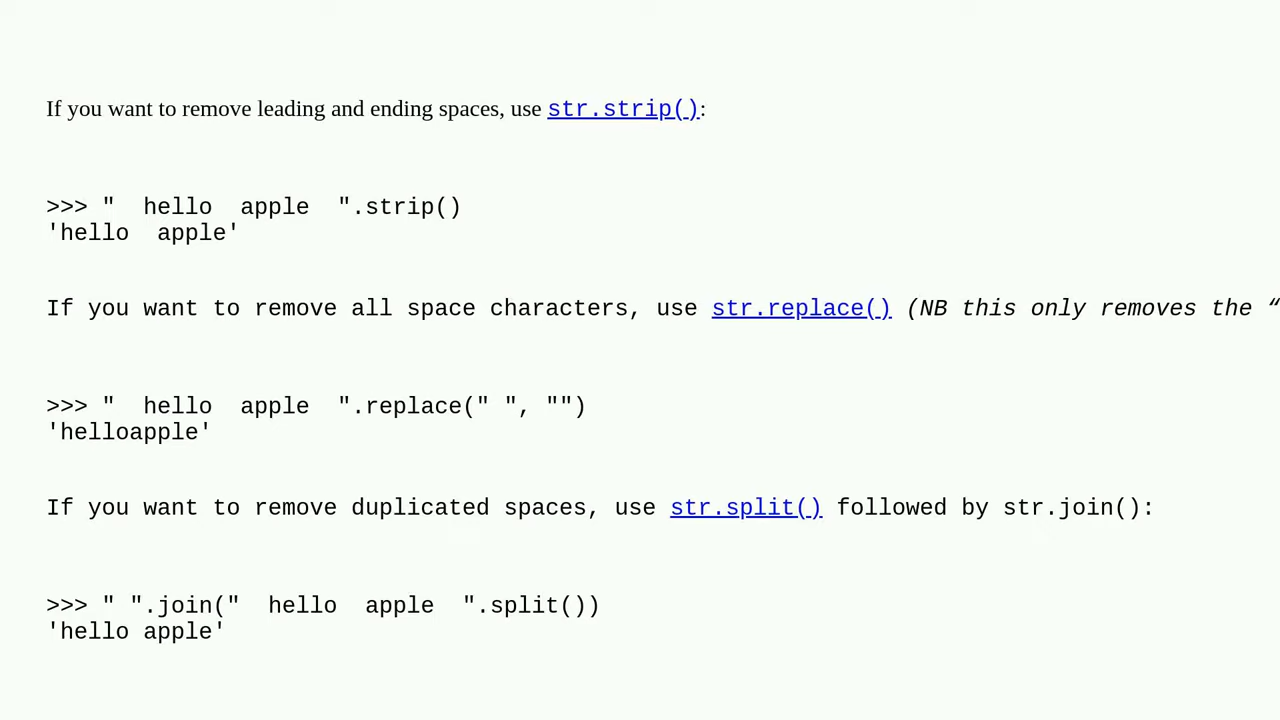 If you want to remove leading and ending spaces, use str.strip():
>>> "  hello  apple  ".strip()
'hello  apple'
If you want to remove all space characters, use str.replace() (NB this only removes the “
>>> "  hello  apple  ".replace(" ", "")
'helloapple'
If you want to remove duplicated spaces, use str.split() followed by str.join():
>>> " ".join("  hello  apple  ".split())
'hello apple'